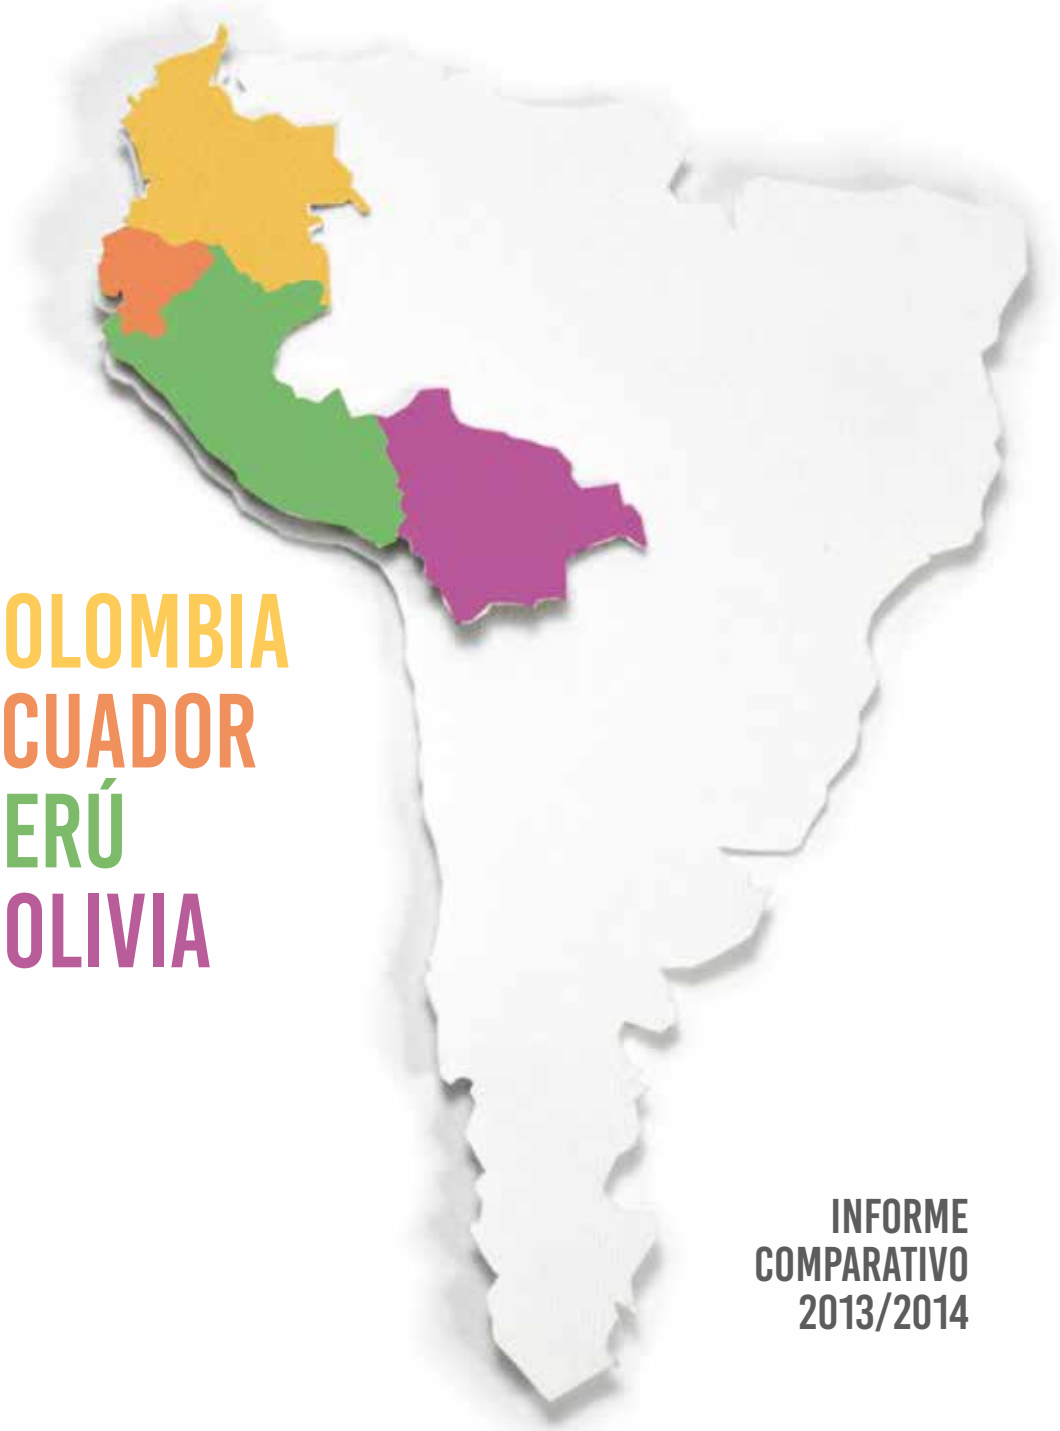 OLOMBIA
CUADOR
ERÚ
OLIVIA
INFORME
COMPARATIVO
2013/2014